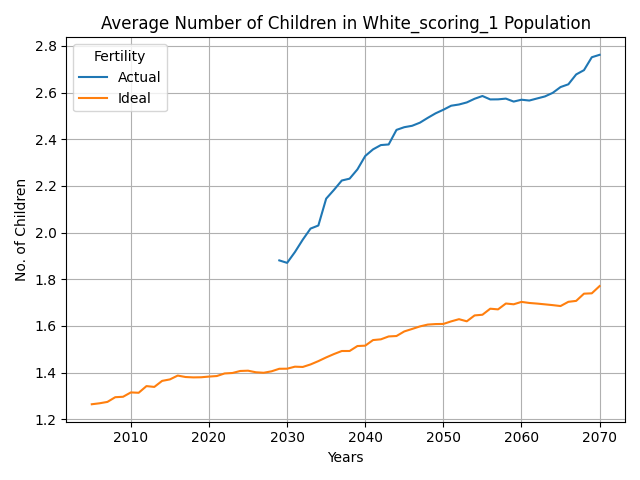 Average Number of Children in White_scoring_1 Population
Fertility
Actual
Ideal
No. of Children
2.8
2.6
2.4
2.2
2.0
1.8
1.6
1.4
1.2
2010 2020 2030 2040 2050 2060 2070
Years